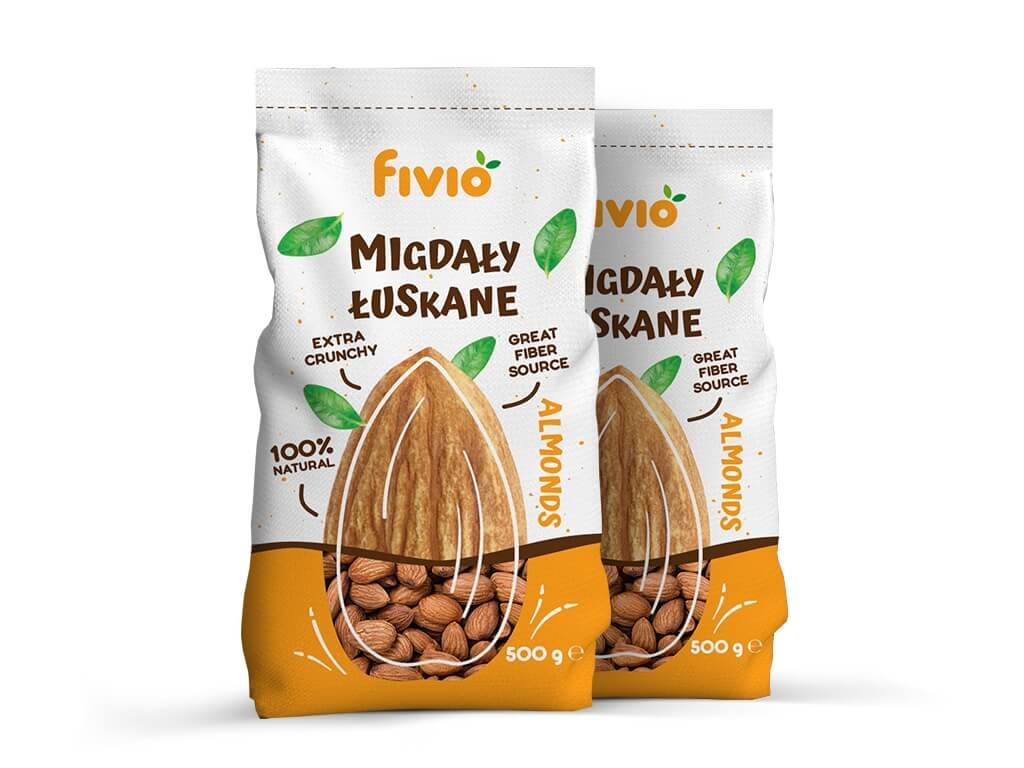 fivio
MIGDAŁY
ŁUSKANE
EXTRA
CRUNCHY
GREAT
FIBER
SOURCE
100%
NATURAL
ALMONDS
500 g ℮
IVIO
IGDAŁY
SKANE
GREAT
FIBER
SOURCE
ALMONDS
500 g ℮